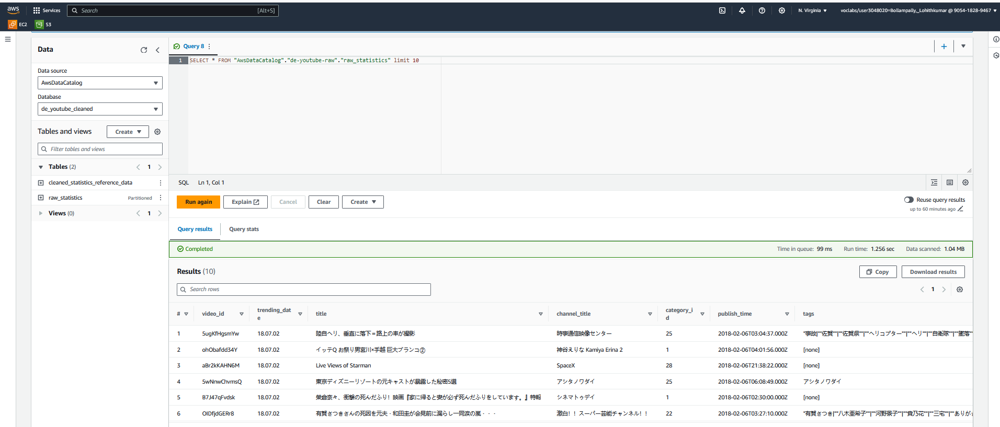 aws Services Search [Alt+S] N. Virginia voclabs/user3048020=Bollampally,_Lohithkumar @ 9054-1828-9467
EC2 S3
Data
Data source
AwsDataCatalog
Database
de_youtube_cleaned
Tables and views Create
Filter tables and views
Tables (2) 1
cleaned_statistics_reference_data
raw_statistics Partitioned
Views (0) 1
Query 8
1 SELECT * FROM "AwsDataCatalog"."de-youtube-raw"."raw_statistics" limit 10
SQL Ln 1, Col 1
Run again Explain Cancel Clear Create Reuse query results
up to 60 minutes ago
Query results Query stats
Completed Time in queue: 99 ms Run time: 1.256 sec Data scanned: 1.04 MB
Results (10) Copy Download results
Search rows 1
# video_id trending_dat
e title channel_title category_i
d publish_time tags
1 5ugKfHgsmYw 18.07.02 陸自ヘリ、垂直に落下＝路上の車が撮影 時事通信映像センター 25 2018-02-06T03:04:37.000Z "事故|""佐賀""|""佐賀県""|""ヘリコプター""|""ヘリ""|""自衛隊""|""墜落""
2 ohObafdd34Y 18.07.02 イッテQ お祭り男宮川×手越 巨大ブランコ② 神谷えりな Kamiya Erina 2 1 2018-02-06T04:01:56.000Z [none]
3 aBr2kKAHN6M 18.07.02 Live Views of Starman SpaceX 28 2018-02-06T21:38:22.000Z [none]
4 5wNnwChvmsQ 18.07.02 東京ディズニーリゾートの元キャストが暴露した秘密5選 アシタノワダイ 25 2018-02-06T06:08:49.000Z アシタノワダイ
5 B7J47qFvdsk 18.07.02 榮倉奈々、衝撃の死んだふり！映画『家に帰ると妻が必ず死んだふりをしています。』特報 シネマトゥデイ 1 2018-02-06T02:30:00.000Z [none]
6 OIDfjdGERr8 18.07.02 有賀さつきさんの死因を元夫・和田圭が会見前に漏らし一同涙の嵐・・・ 激白！！スーパー芸能チャンネル！！ 22 2018-02-06T03:27:10.000Z "有賀さつき|""八木亜希子""|""河野景子""|""貴乃花""|""三宅""|""ありが